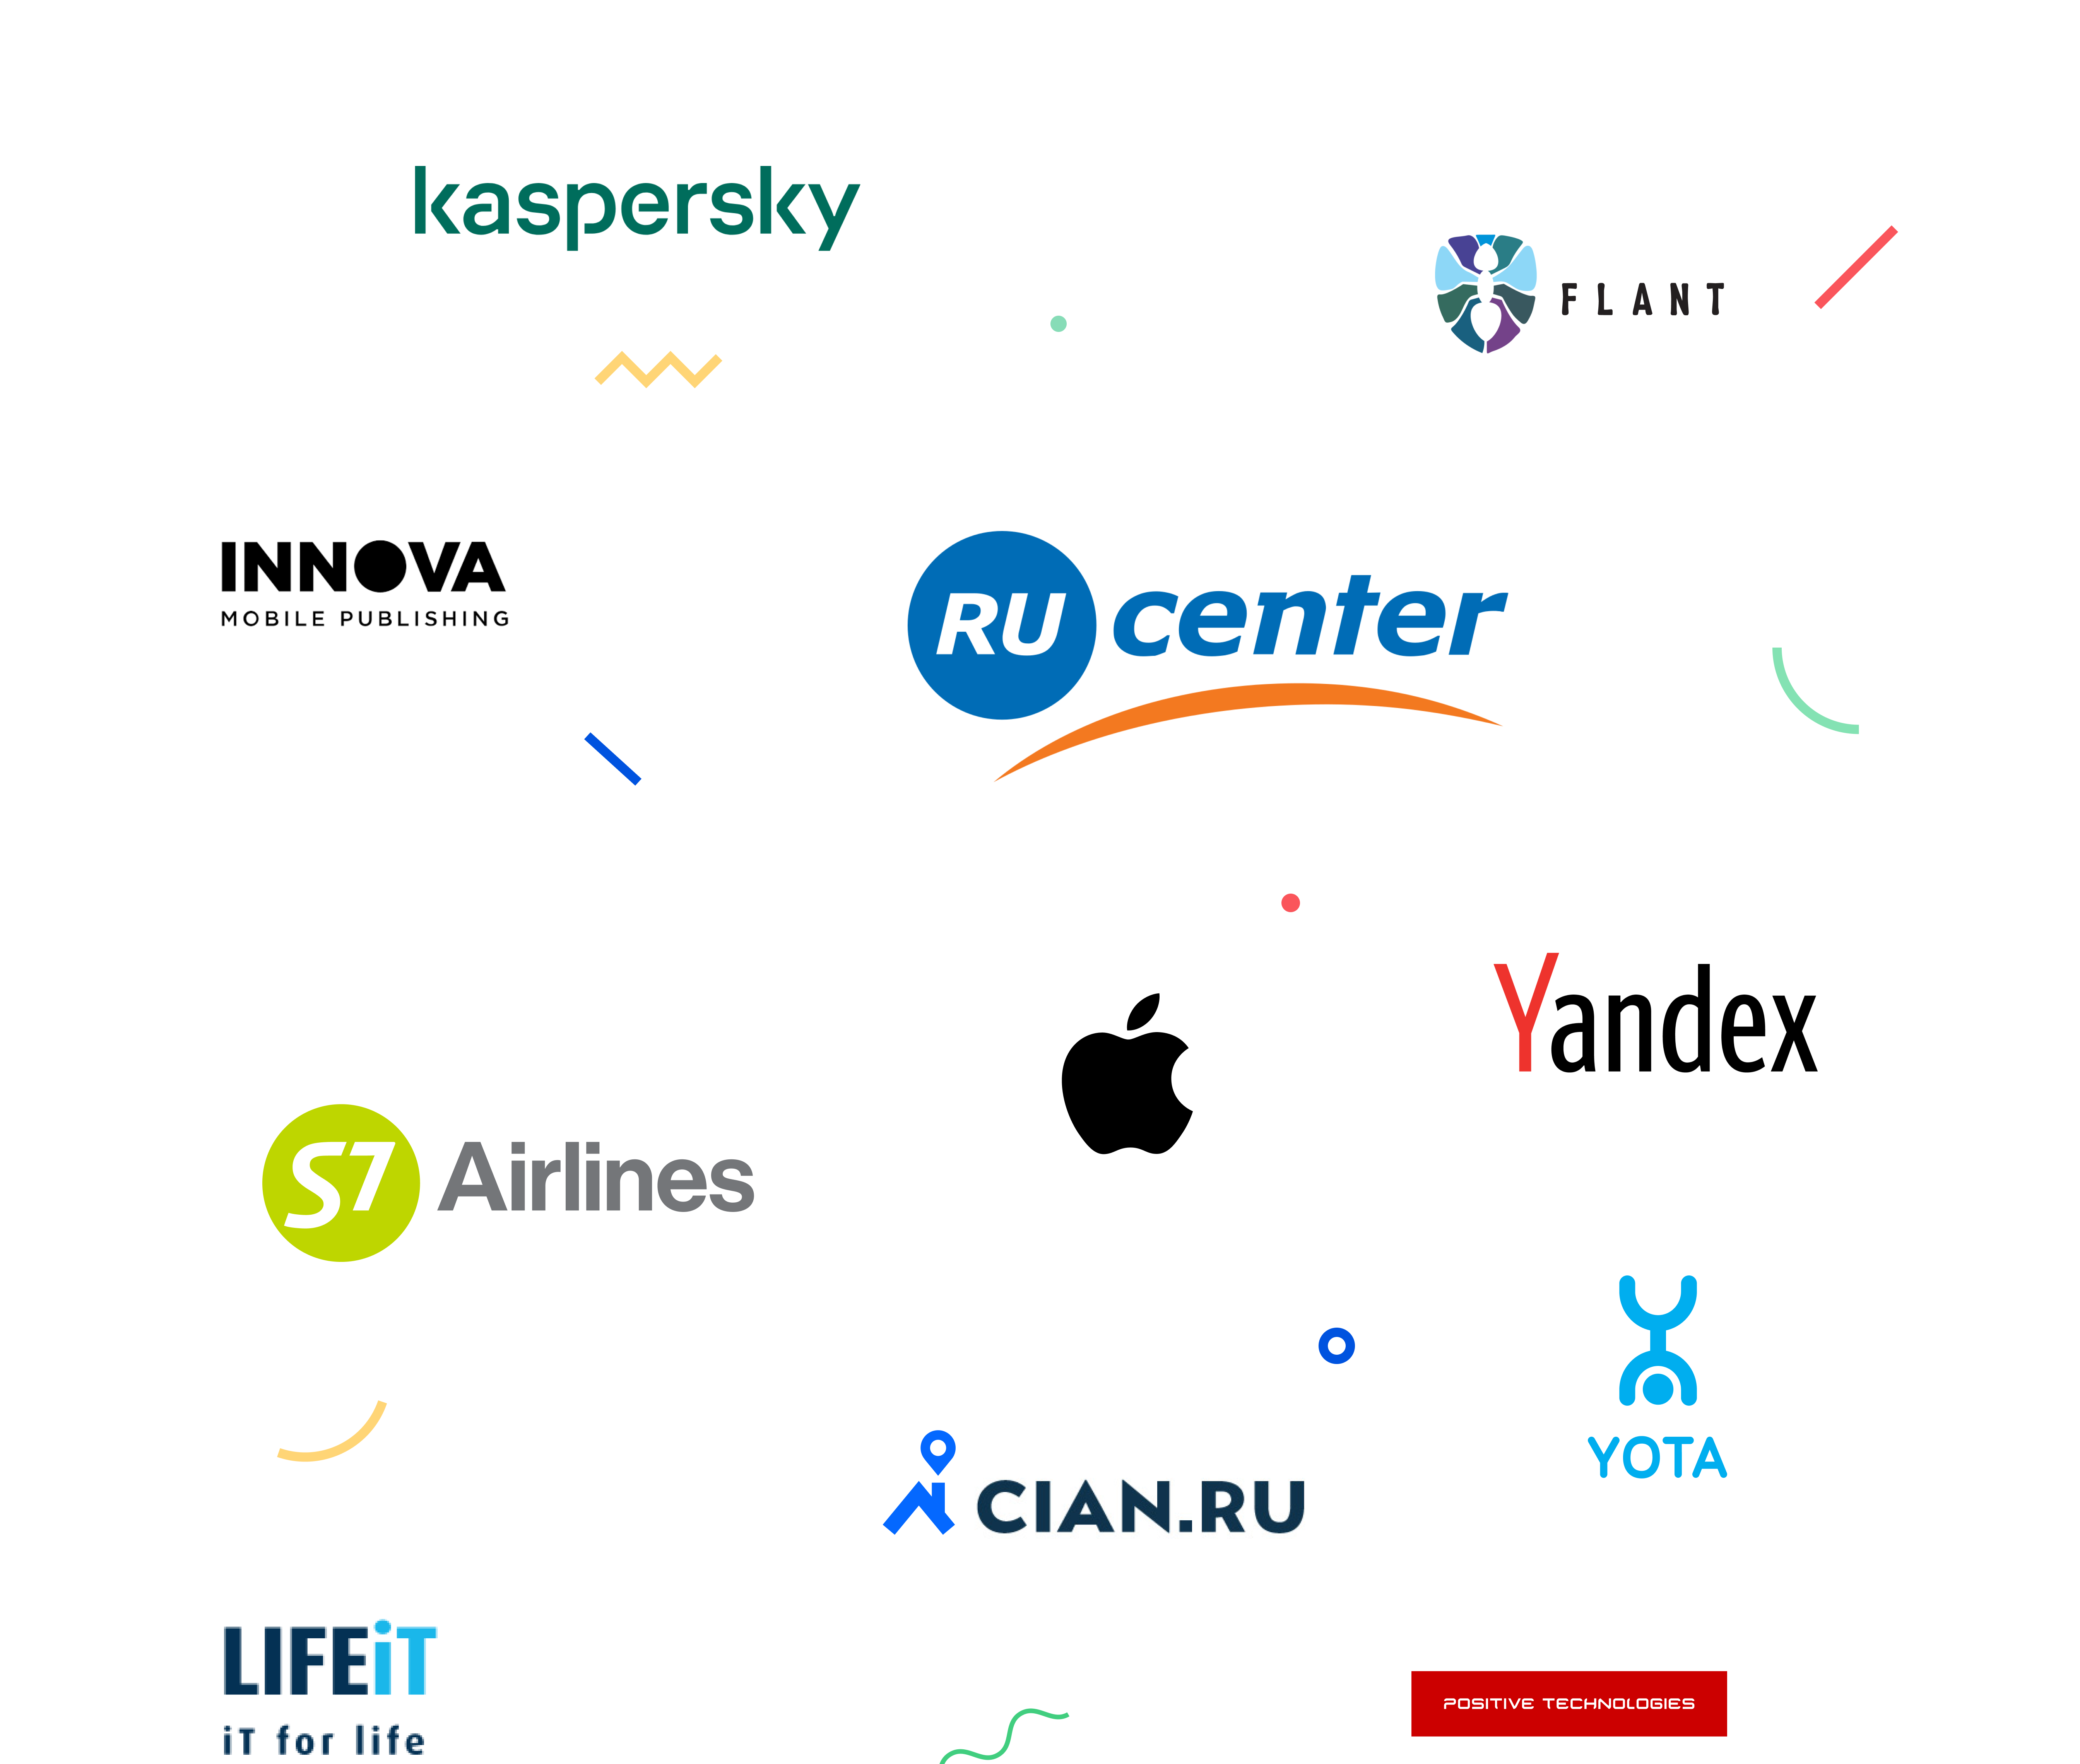 kaspersky
FLANT
INNOVA
MOBILE PUBLISHING
RU center
Yandex
S7 Airlines
YOTA
CIAN.RU
LIFEiT
iT for life
POSITIVE TECHNOLOGIES